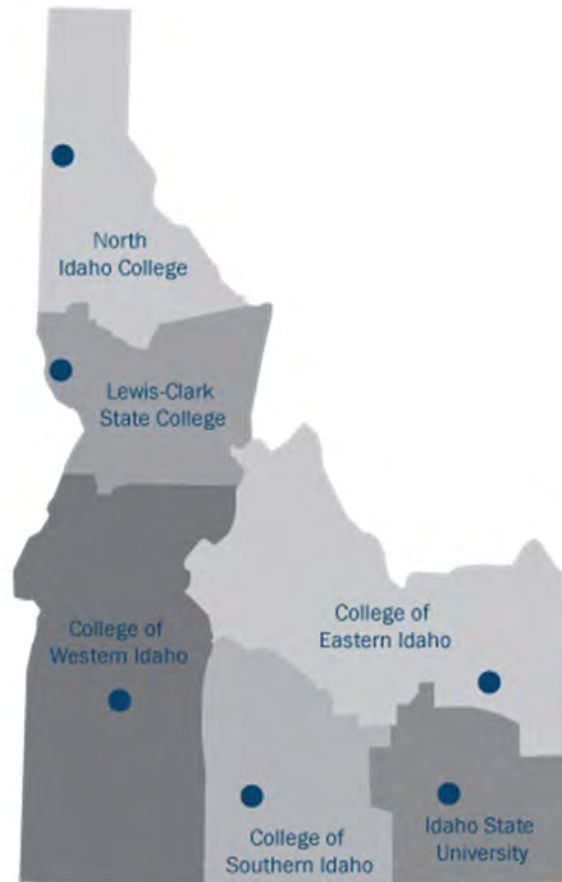 North
Idaho College
Lewis-Clark
State College
College of
Western Idaho
College of
Eastern Idaho
College of
Southern Idaho
Idaho State
University